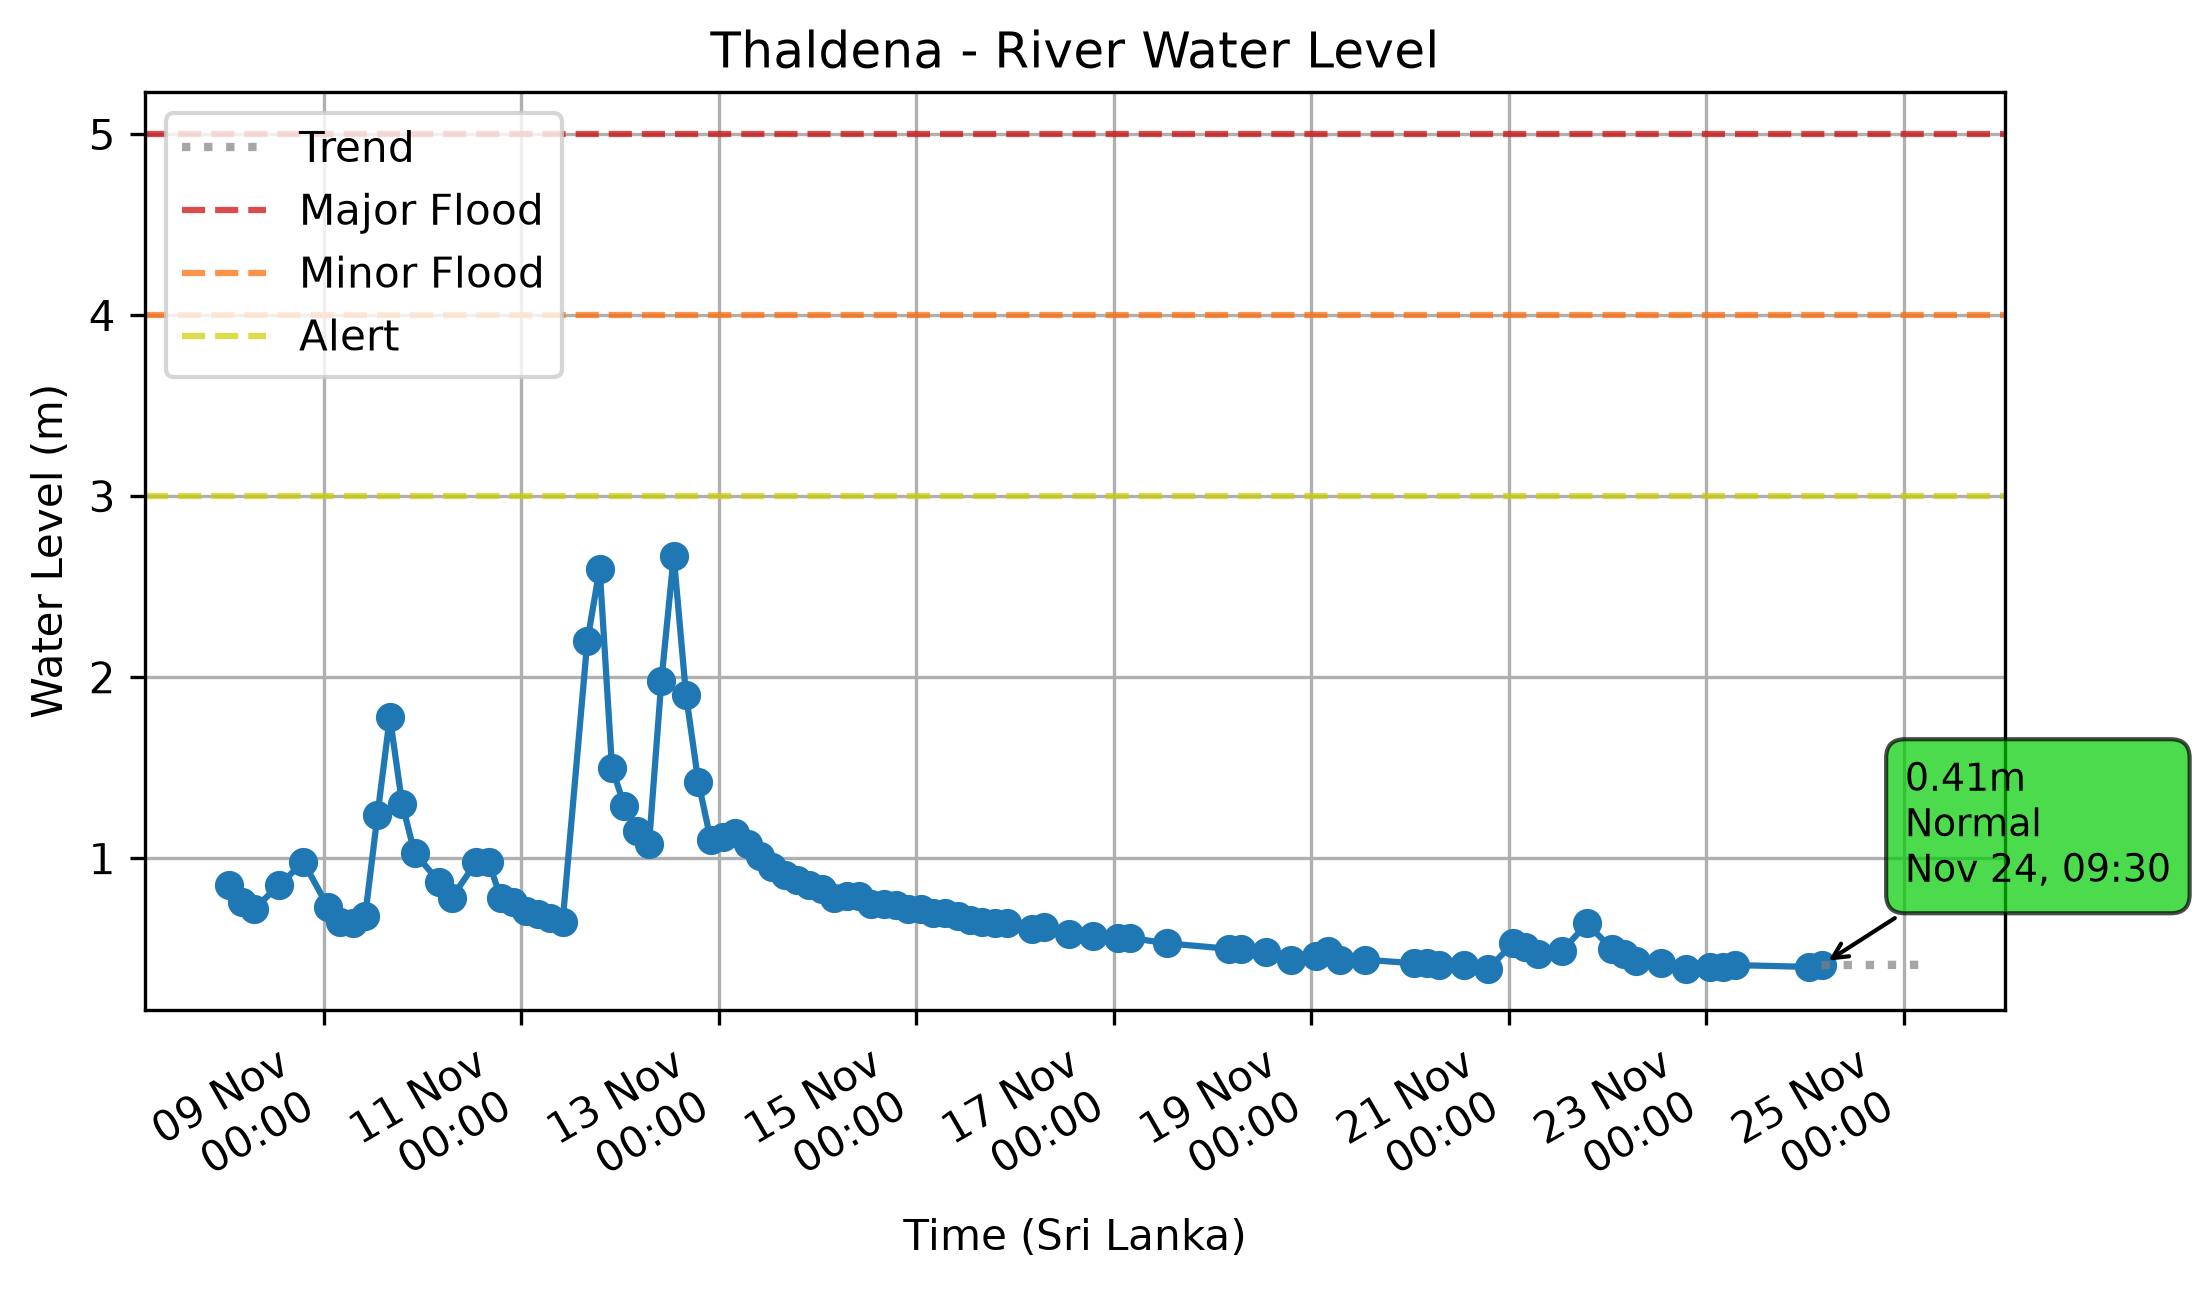 Thaldena - River Water Level
Trend
Major Flood
Minor Flood
Alert
5
4
3
2
1
Water Level (m)
0.41m
Normal
Nov 24, 09:30
09 Nov
00:00
11 Nov
00:00
13 Nov
00:00
15 Nov
00:00
17 Nov
00:00
19 Nov
00:00
21 Nov
00:00
23 Nov
00:00
25 Nov
00:00
Time (Sri Lanka)